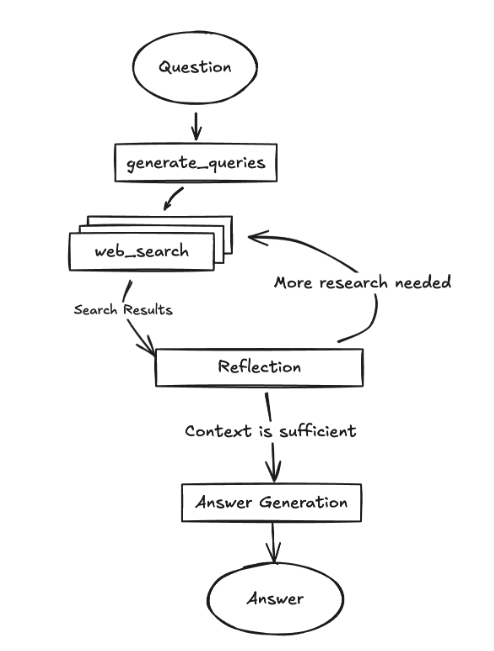 Question
generate_queries
web_search
More research needed
Search Results
Reflection
Context is sufficient
Answer Generation
Answer